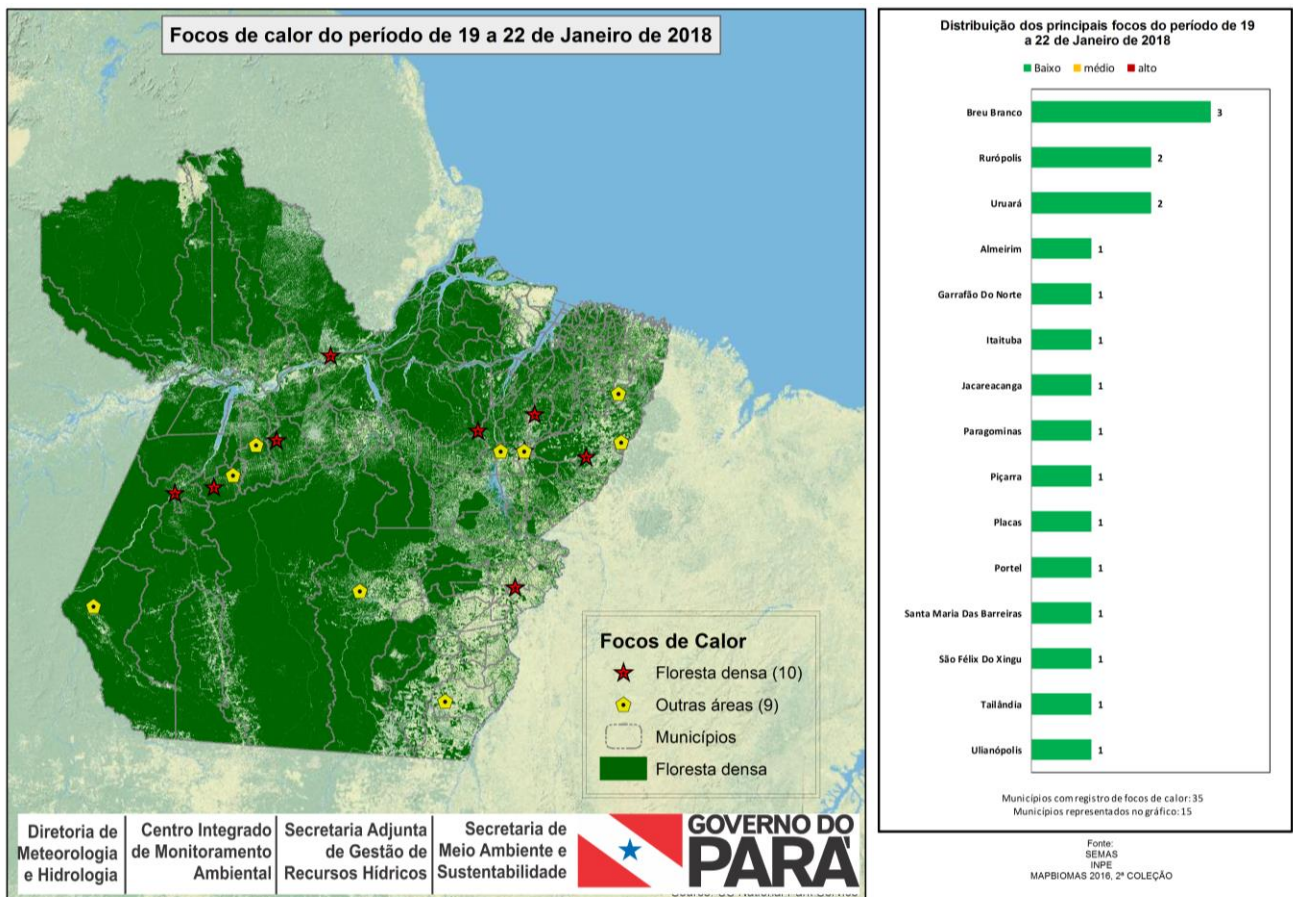 Focos de calor do período de 19 a 22 de Janeiro de 2018
Focos de Calor
Floresta densa (10)
Outras áreas (9)
Municípios
Floresta densa
Diretoria de
Meteorologia
e Hidrologia
Centro Integrado
de Monitoramento
Ambiental
Secretaria Adjunta
de Gestão de
Recursos Hídricos
Secretaria de
Meio Ambiente e
Sustentabilidade
GOVERNO DO
PARÁ
Distribuição dos principais focos do período de 19
a 22 de Janeiro de 2018
Baixo médio alto
Breu Branco 3
Rurópolis 2
Uruará 2
Almeirim 1
Garrafão Do Norte 1
Itaituba 1
Jacareacanga 1
Paragominas 1
Piçarra 1
Placas 1
Portel 1
Santa Maria Das Barreiras 1
São Félix Do Xingu 1
Tailândia 1
Ulianópolis 1
Municípios com registro de focos de calor: 35
Municípios representados no gráfico: 15
Fonte:
SEMAS
INPE
MAPBIOMAS 2016, 2ª COLEÇÃO